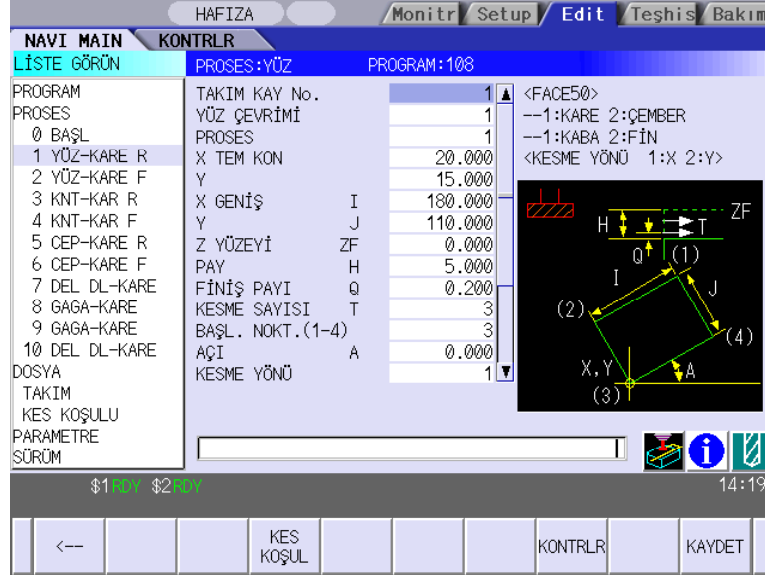 HAFIZA
Monitr Setup Edit Teşhis Bakım
NAVI MAIN KONTRLR
LİSTE GÖRÜN
PROSES:YÜZ PROGRAM:108
PROGRAM
PROSES
0 BAŞL
1 YÜZ-KARE R
2 YÜZ-KARE F
3 KNT-KAR R
4 KNT-KAR F
5 CEP-KARE R
6 CEP-KARE F
7 DEL DL-KARE
8 GAGA-KARE
9 GAGA-KARE
10 DEL DL-KARE
DOSYA
TAKIM
KES KOŞULU
PARAMETRE
SÜRÜM
TAKIM KAY No. 1
YÜZ ÇEVRİMİ 1
PROSES 1
X TEM KON 20.000
Y 15.000
X GENİŞ I 180.000
Y J 110.000
Z YÜZEYİ ZF 0.000
PAY H 5.000
FİNİŞ PAYI Q 0.200
KESME SAYISI T 3
BAŞL. NOKT.(1-4) 3
AÇI A 0.000
KESME YÖNÜ 1
<FACE50>
--1:KARE 2:ÇEMBER
--1:KABA 2:FİN
<KESME YÖNÜ 1:X 2:Y>
ZF
H T
Q (1)
I J
(2)
(4)
X,Y A
(3)
$1 RDY $2 RDY
14:19
<--
KES KOŞUL
KONTRLR
KAYDET